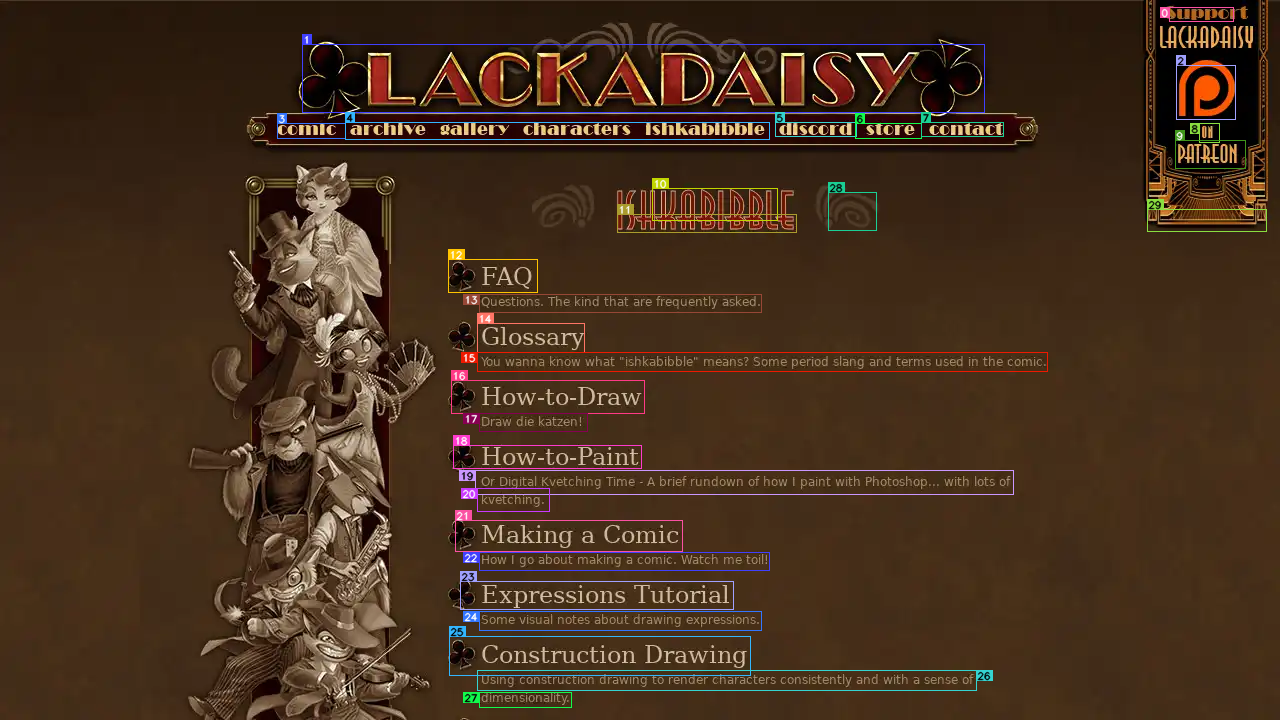 Support
LACKADAISY
ON
PATREON
LACKADAISY
comic archive gallery characters ishkabibble discord store contact
ISHKABIBBLE
FAQ
Questions. The kind that are frequently asked.
Glossary
You wanna know what "ishkabibble" means? Some period slang and terms used in the comic.
How-to-Draw
Draw die katzen!
How-to-Paint
Or Digital Kvetching Time - A brief rundown of how I paint with Photoshop... with lots of
kvetching.
Making a Comic
How I go about making a comic. Watch me toil!
Expressions Tutorial
Some visual notes about drawing expressions.
Construction Drawing
Using construction drawing to render characters consistently and with a sense of
dimensionality.